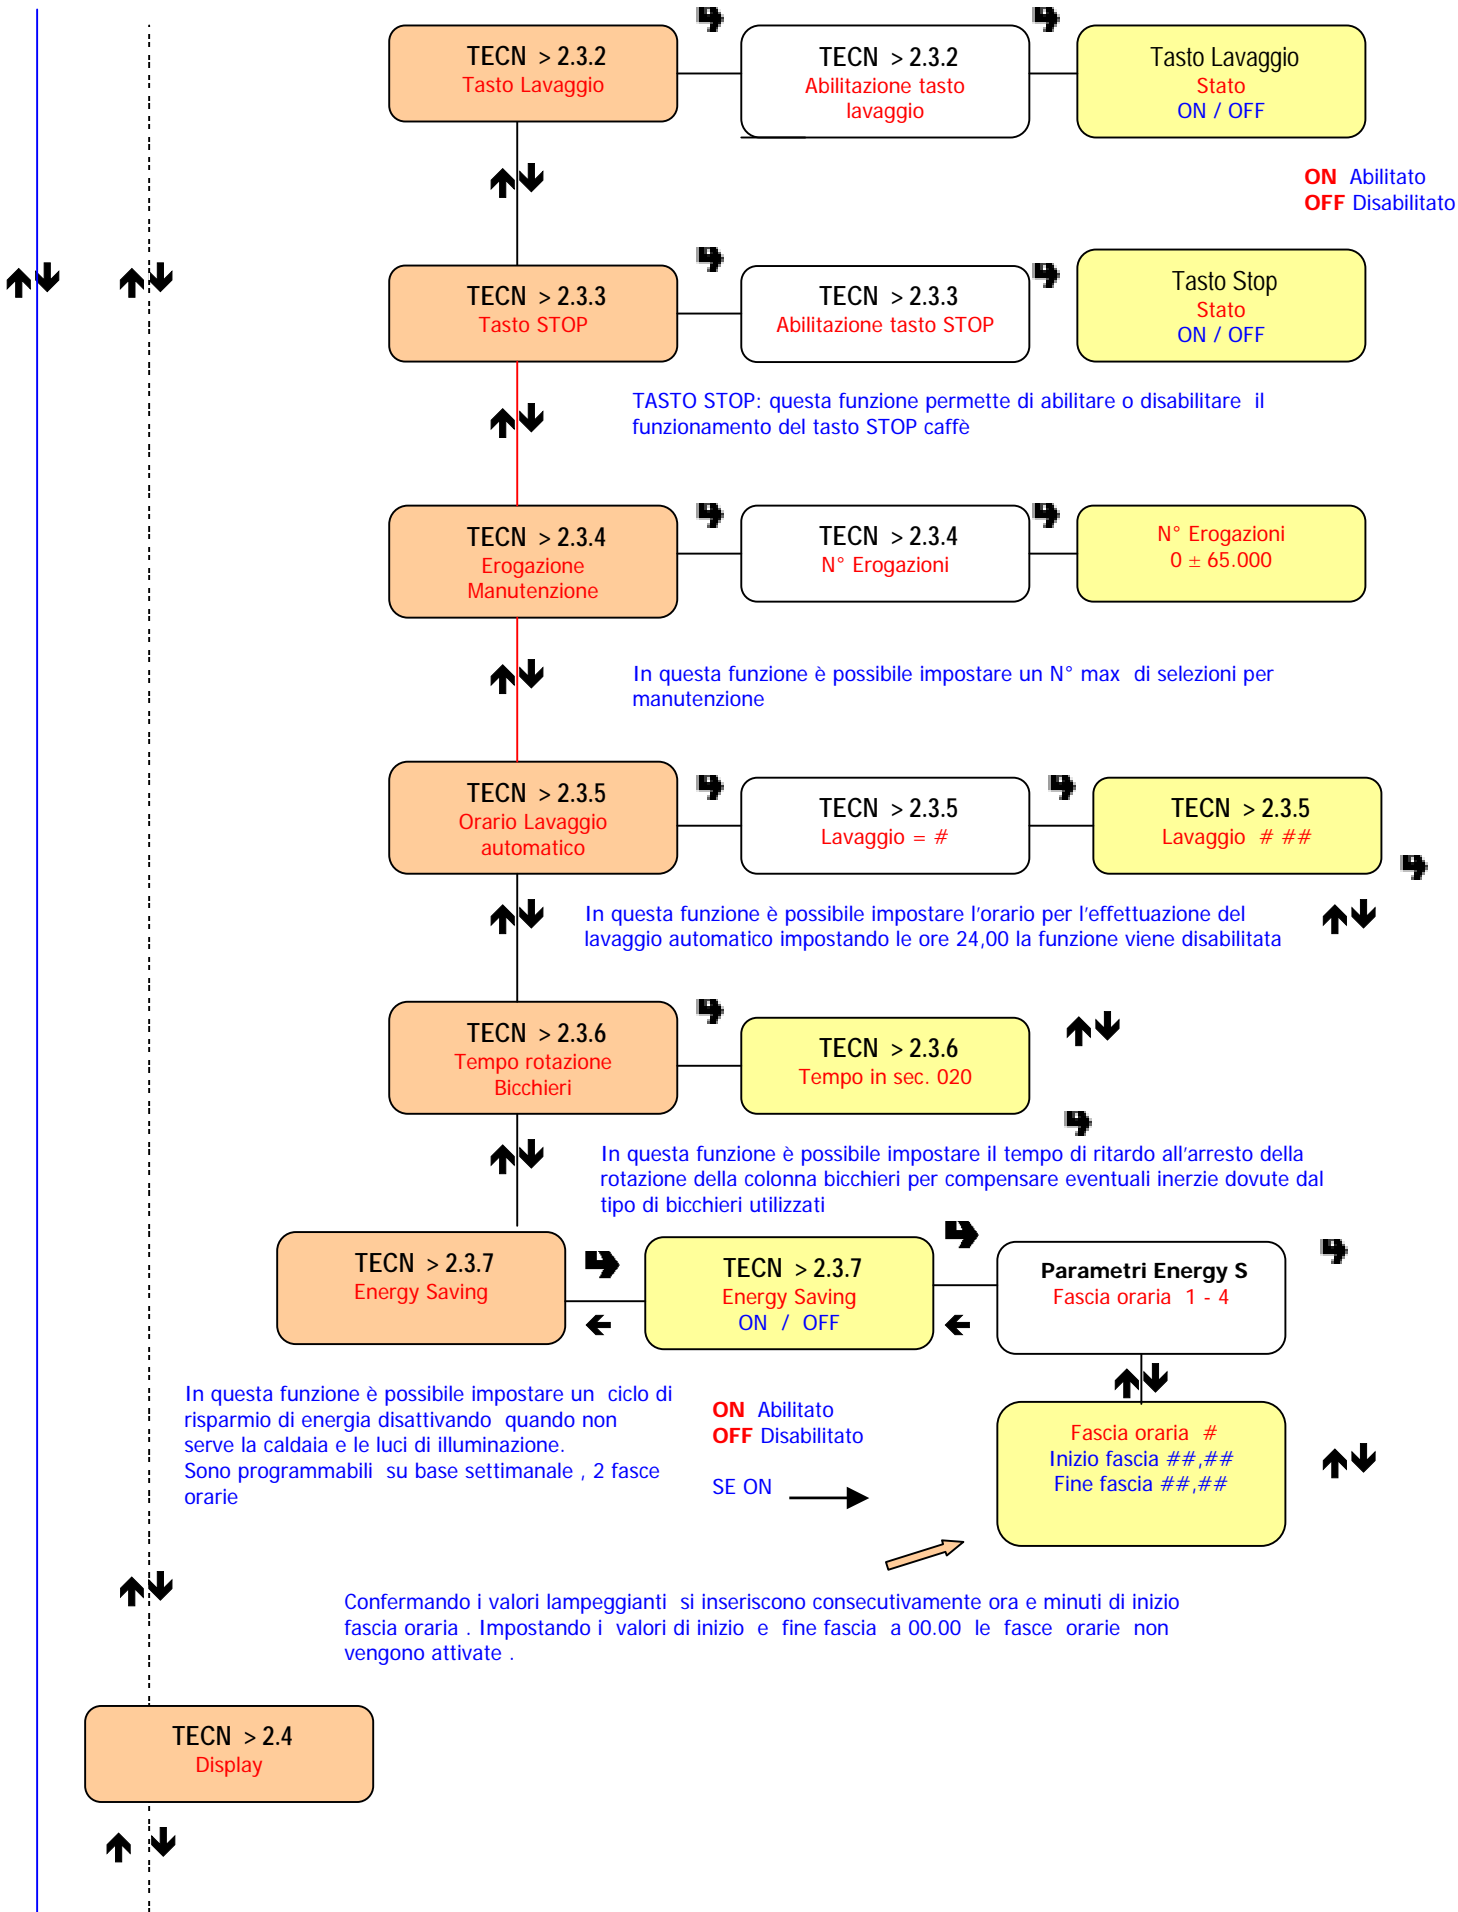 TECN > 2.3.2
Tasto Lavaggio
TECN > 2.3.2
Abilitazione tasto
lavaggio
Tasto Lavaggio
Stato
ON / OFF
ON Abilitato
OFF Disabilitato
TECN > 2.3.3
Tasto STOP
TECN > 2.3.3
Abilitazione tasto STOP
Tasto Stop
Stato
ON / OFF
TASTO STOP: questa funzione permette di abilitare o disabilitare il
funzionamento del tasto STOP caffè
TECN > 2.3.4
Erogazione
Manutenzione
TECN > 2.3.4
N° Erogazioni
N° Erogazioni
0 ± 65.000
In questa funzione è possibile impostare un N° max di selezioni per
manutenzione
TECN > 2.3.5
Orario Lavaggio
automatico
TECN > 2.3.5
Lavaggio = #
TECN > 2.3.5
Lavaggio # ##
In questa funzione è possibile impostare l'orario per l'effettuazione del
lavaggio automatico impostando le ore 24,00 la funzione viene disabilitata
TECN > 2.3.6
Tempo rotazione
Bicchieri
TECN > 2.3.6
Tempo in sec. 020
In questa funzione è possibile impostare il tempo di ritardo all'arresto della
rotazione della colonna bicchieri per compensare eventuali inerzie dovute dal
tipo di bicchieri utilizzati
TECN > 2.3.7
Energy Saving
TECN > 2.3.7
Energy Saving
ON / OFF
Parametri Energy S
Fascia oraria 1 - 4
In questa funzione è possibile impostare un ciclo di
risparmio di energia disattivando quando non
serve la caldaia e le luci di illuminazione.
Sono programmabili su base settimanale , 2 fasce
orarie
ON Abilitato
OFF Disabilitato
SE ON
Fascia oraria #
Inizio fascia ##,##
Fine fascia ##,##
Confermando i valori lampeggianti si inseriscono consecutivamente ora e minuti di inizio
fascia oraria . Impostando i valori di inizio e fine fascia a 00.00 le fasce orarie non
vengono attivate .
TECN > 2.4
Display